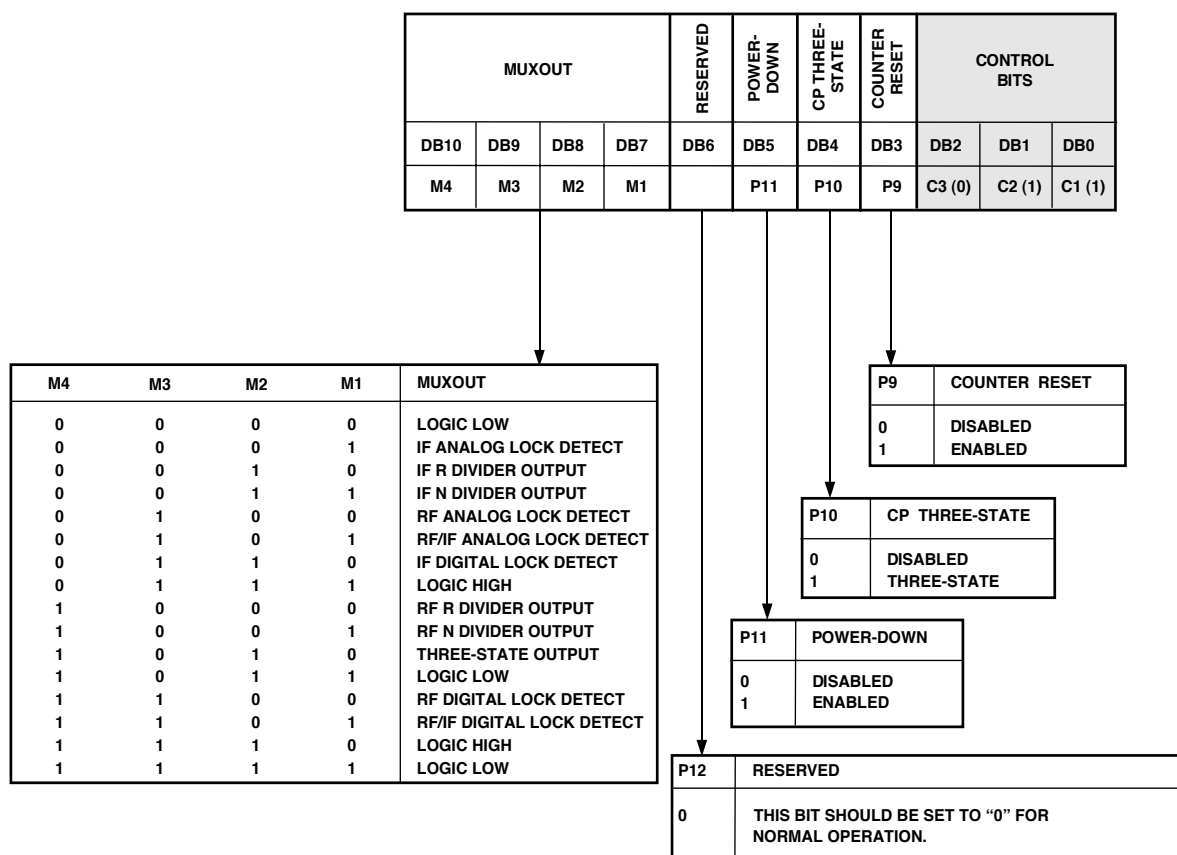 MUXOUT
RESERVED
POWER-
DOWN
CP THREE-
STATE
COUNTER
RESET
CONTROL
BITS
DB10 DB9 DB8 DB7 DB6 DB5 DB4 DB3 DB2 DB1 DB0
M4 M3 M2 M1 P11 P10 P9 C3 (0) C2 (1) C1 (1)
M4 M3 M2 M1 MUXOUT
0 0 0 0 LOGIC LOW
0 0 0 1 IF ANALOG LOCK DETECT
0 0 1 0 IF R DIVIDER OUTPUT
0 0 1 1 IF N DIVIDER OUTPUT
0 1 0 0 RF ANALOG LOCK DETECT
0 1 0 1 RF/IF ANALOG LOCK DETECT
0 1 1 0 IF DIGITAL LOCK DETECT
0 1 1 1 LOGIC HIGH
1 0 0 0 RF R DIVIDER OUTPUT
1 0 0 1 RF N DIVIDER OUTPUT
1 0 1 0 THREE-STATE OUTPUT
1 0 1 1 LOGIC LOW
1 1 0 0 RF DIGITAL LOCK DETECT
1 1 0 1 RF/IF DIGITAL LOCK DETECT
1 1 1 0 LOGIC HIGH
1 1 1 1 LOGIC LOW
P9 COUNTER RESET
0 DISABLED
1 ENABLED
P10 CP THREE-STATE
0 DISABLED
1 THREE-STATE
P11 POWER-DOWN
0 DISABLED
1 ENABLED
P12 RESERVED
0 THIS BIT SHOULD BE SET TO “0” FOR
NORMAL OPERATION.